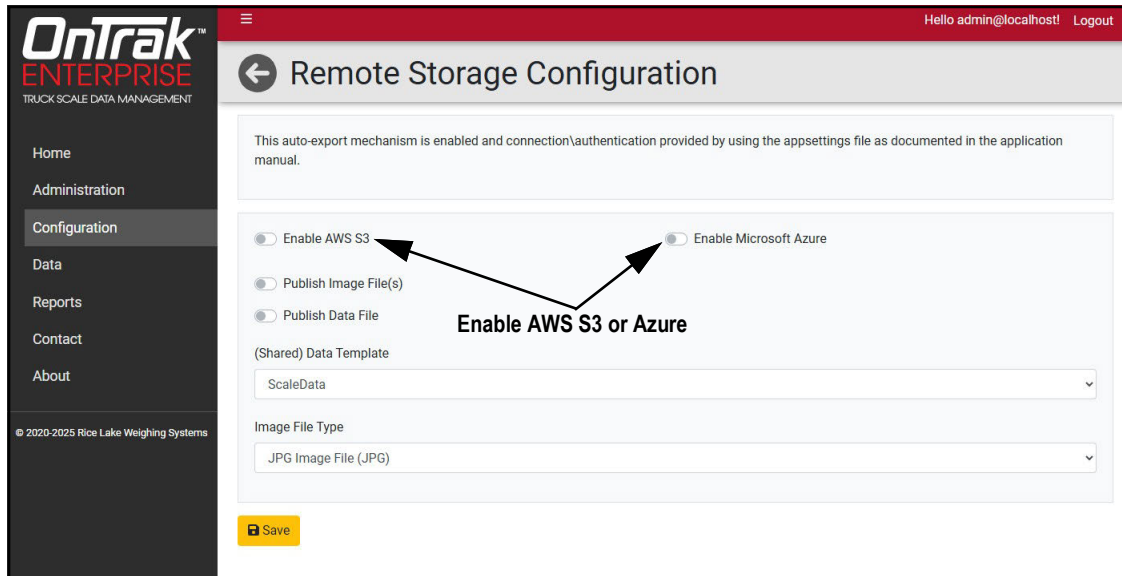 OnTrak™
ENTERPRISE
TRUCK SCALE DATA MANAGEMENT
Home
Administration
Configuration
Data
Reports
Contact
About
© 2020-2025 Rice Lake Weighing Systems
Hello admin@localhost! Logout
Remote Storage Configuration
This auto-export mechanism is enabled and connection\authentication provided by using the appsettings file as documented in the application
manual.
Enable AWS S3
Enable Microsoft Azure
Publish Image File(s)
Publish Data File
Enable AWS S3 or Azure
(Shared) Data Template
ScaleData
Image File Type
JPG Image File (JPG)
Save